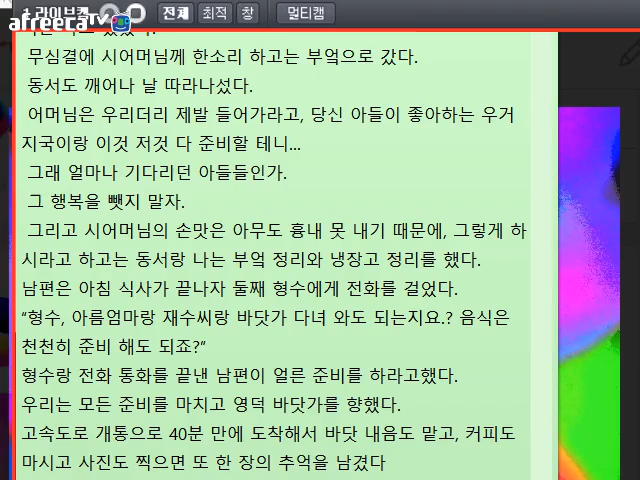 라이브캠 전체 최적 창 멀티캠
afreecaTV
무심결에 시어머님께 한소리 하고는 부엌으로 갔다.
동서도 깨어나 날 따라나섰다.
어머님은 우리더리 제발 들어가라고, 당신 아들이 좋아하는 우거
지국이랑 이것 저것 다 준비할 테니...
그래 얼마나 기다리던 아들들인가.
그 행복을 뺏지 말자.
그리고 시어머님의 손맛은 아무도 흉내 못 내기 때문에, 그렇게 하
시라고 하고는 동서랑 나는 부엌 정리와 냉장고 정리를 했다.
남편은 아침 식사가 끝나자 둘째 형수에게 전화를 걸었다.
“형수, 아름엄마랑 재수씨랑 바닷가 다녀 와도 되는지요.? 음식은
천천히 준비 해도 되죠?”
형수랑 전화 통화를 끝낸 남편이 얼른 준비를 하라고했다.
우리는 모든 준비를 마치고 영덕 바닷가를 향했다.
고속도로 개통으로 40분 만에 도착해서 바닷 내음도 맡고, 커피도
마시고 사진도 찍으면 또 한 장의 추억을 남겼다